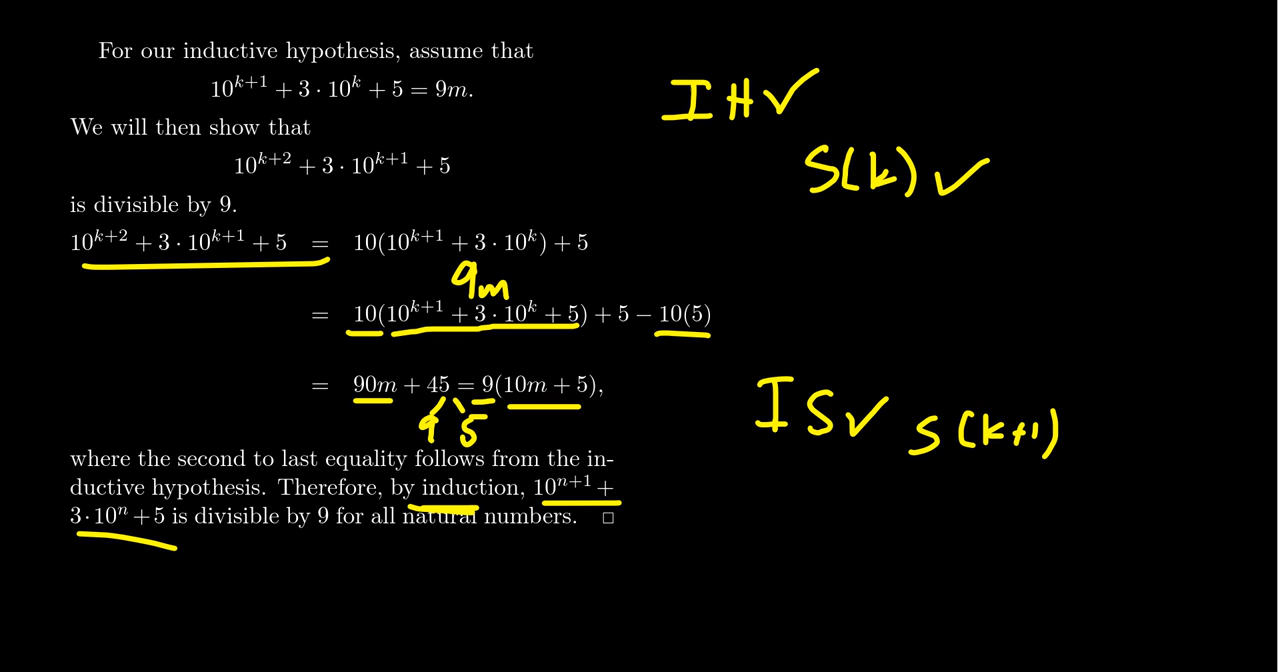 For our inductive hypothesis, assume that
10^{k+1} + 3 · 10^k + 5 = 9m.
We will then show that
10^{k+2} + 3 · 10^{k+1} + 5
is divisible by 9.
10^{k+2} + 3 · 10^{k+1} + 5 = 10(10^{k+1} + 3 · 10^k) + 5
9m
= 10(10^{k+1} + 3 · 10^k + 5) + 5 − 10(5)
= 90m + 45 = 9(10m + 5),
9 5
where the second to last equality follows from the in-
ductive hypothesis. Therefore, by induction, 10^{n+1} +
3 · 10^n + 5 is divisible by 9 for all natural numbers. □
IH ✓
S(k) ✓
IS ✓ S(k+1)